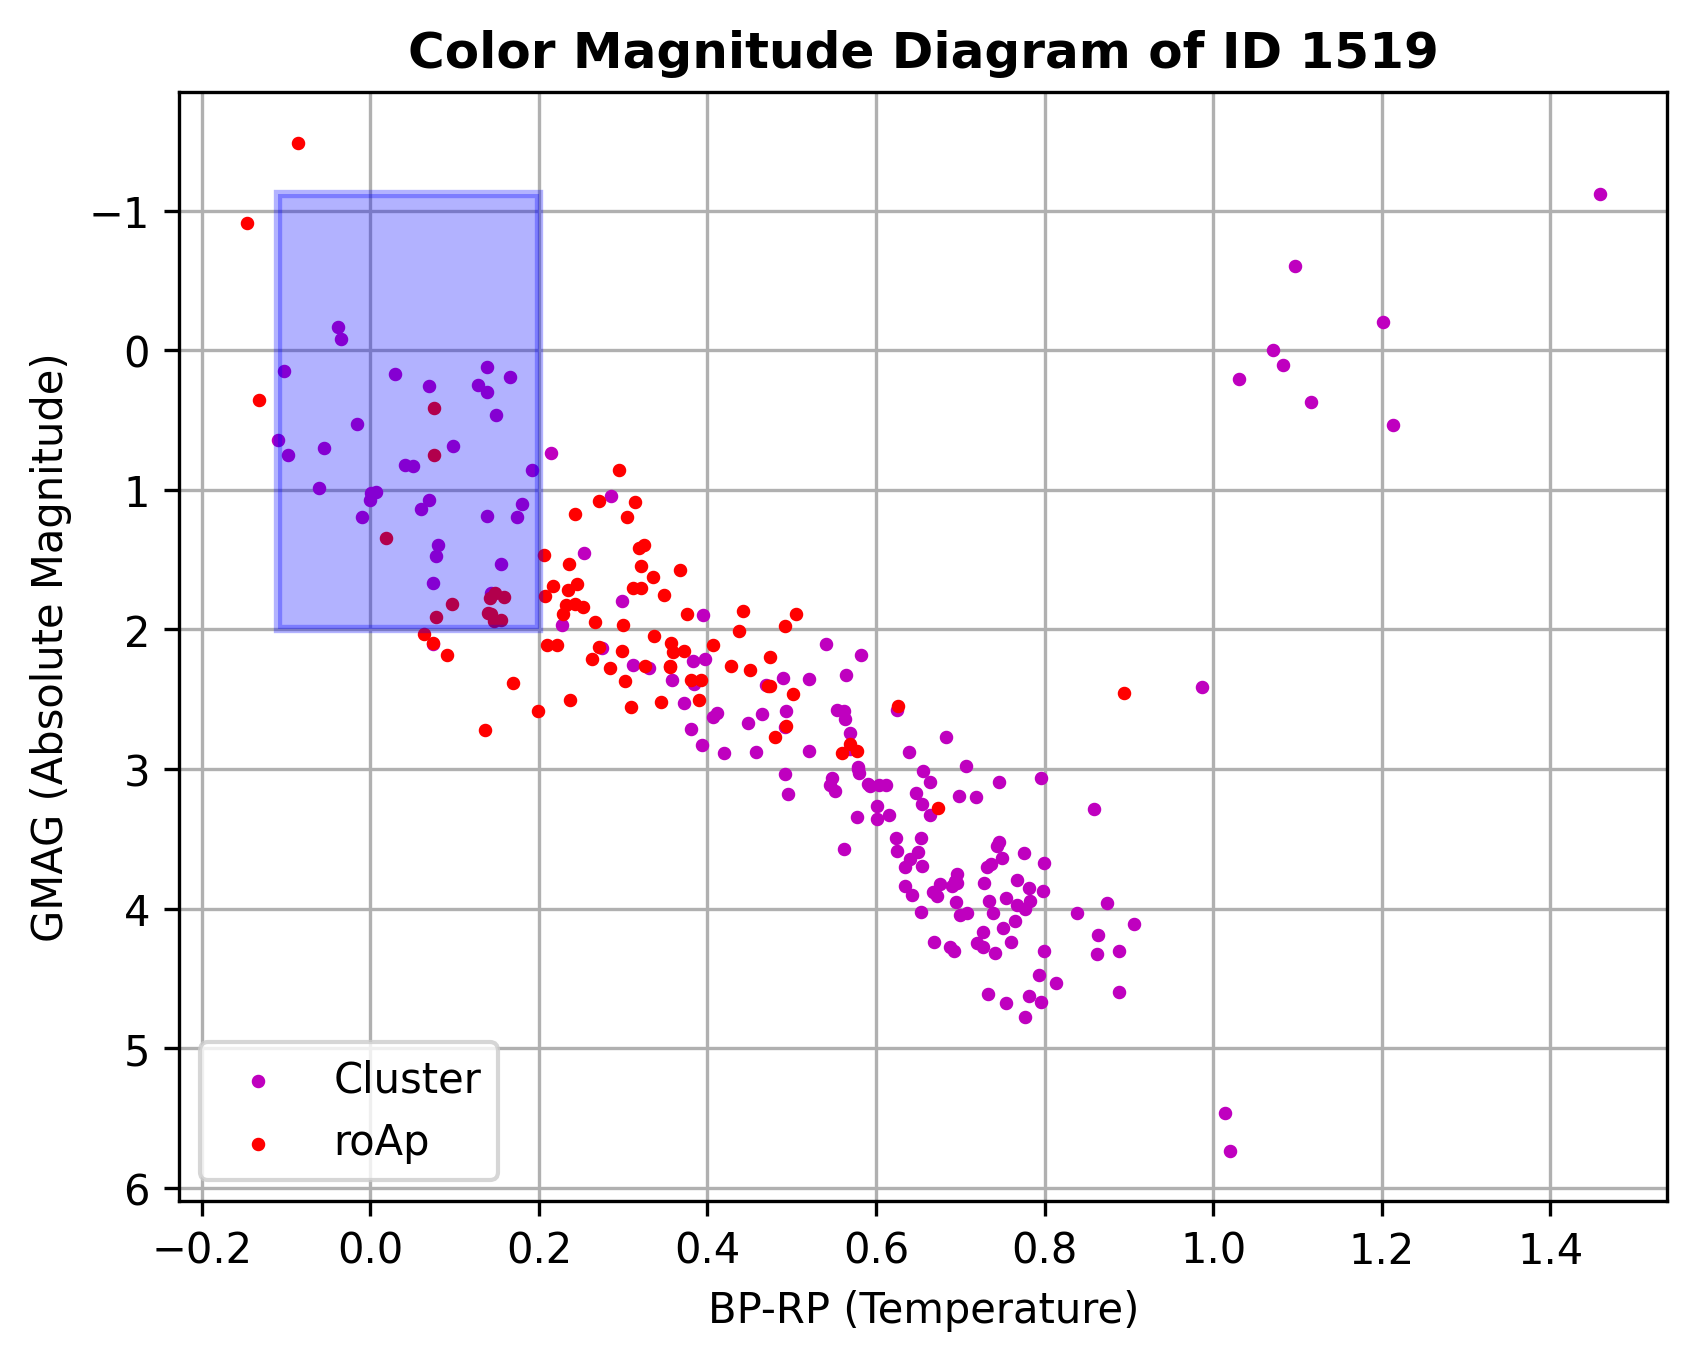 Color Magnitude Diagram of ID 1519
GMAG (Absolute Magnitude)
−1
0
1
2
3
4
5
6
Cluster
roAp
−0.2 0.0 0.2 0.4 0.6 0.8 1.0 1.2 1.4
BP-RP (Temperature)